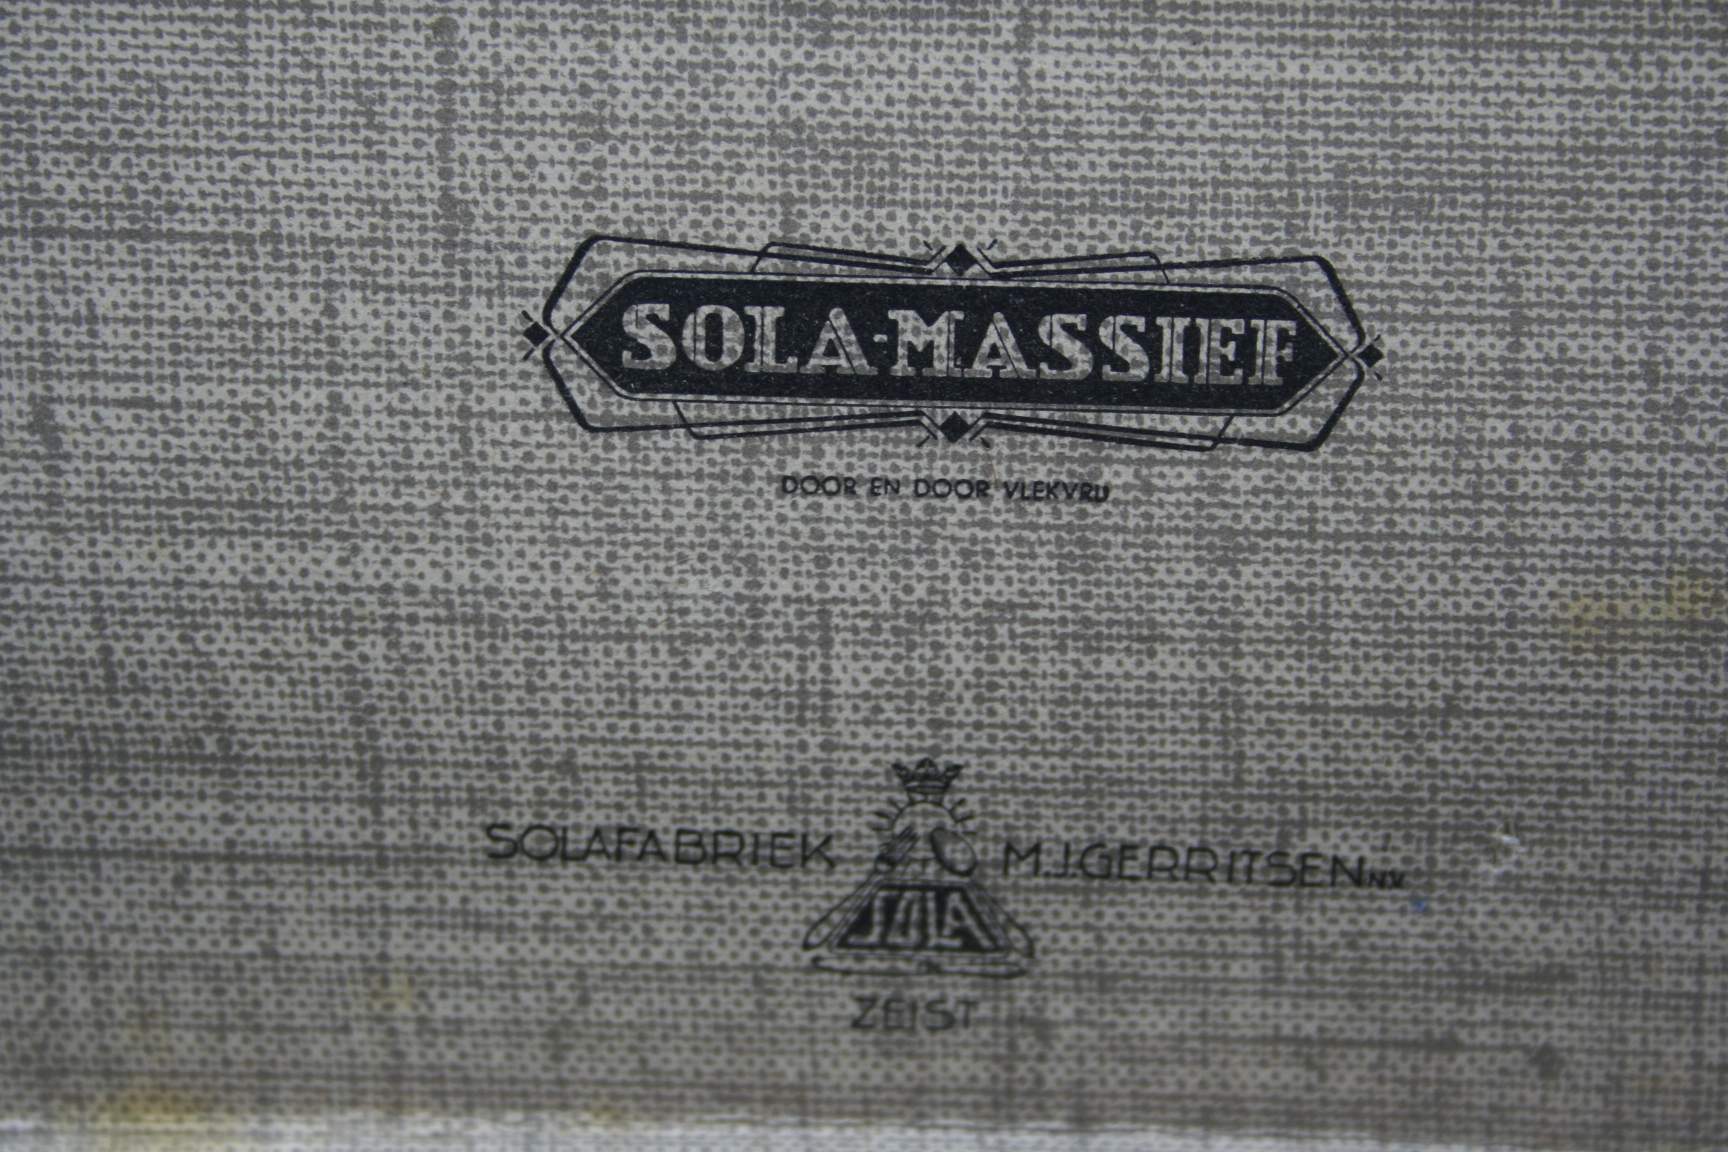 SOLA-MASSIEF
DOOR EN DOOR VLEKVRIJ
SOLAFABRIEK M.J. GERRITSEN N.V.
SOLA
ZEIST